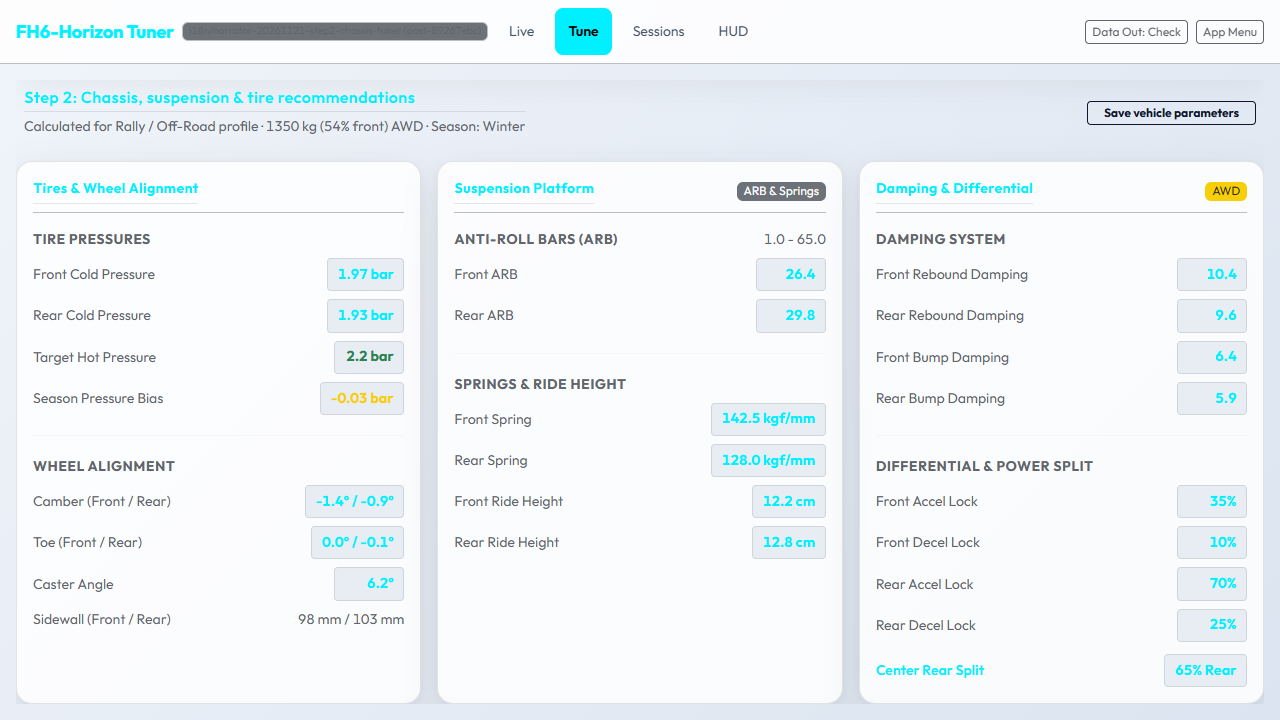 FH6-Horizon Tuner
Live
Tune
Sessions
HUD
Data Out: Check
App Menu
Step 2: Chassis, suspension & tire recommendations
Calculated for Rally / Off-Road profile · 1350 kg (54% front) AWD · Season: Winter
Save vehicle parameters
Tires & Wheel Alignment
TIRE PRESSURES
Front Cold Pressure 1.97 bar
Rear Cold Pressure 1.93 bar
Target Hot Pressure 2.2 bar
Season Pressure Bias -0.03 bar
WHEEL ALIGNMENT
Camber (Front / Rear) -1.4° / -0.9°
Toe (Front / Rear) 0.0° / -0.1°
Caster Angle 6.2°
Sidewall (Front / Rear) 98 mm / 103 mm
Suspension Platform ARB & Springs
ANTI-ROLL BARS (ARB) 1.0 - 65.0
Front ARB 26.4
Rear ARB 29.8
SPRINGS & RIDE HEIGHT
Front Spring 142.5 kgf/mm
Rear Spring 128.0 kgf/mm
Front Ride Height 12.2 cm
Rear Ride Height 12.8 cm
Damping & Differential AWD
DAMPING SYSTEM
Front Rebound Damping 10.4
Rear Rebound Damping 9.6
Front Bump Damping 6.4
Rear Bump Damping 5.9
DIFFERENTIAL & POWER SPLIT
Front Accel Lock 35%
Front Decel Lock 10%
Rear Accel Lock 70%
Rear Decel Lock 25%
Center Rear Split 65% Rear